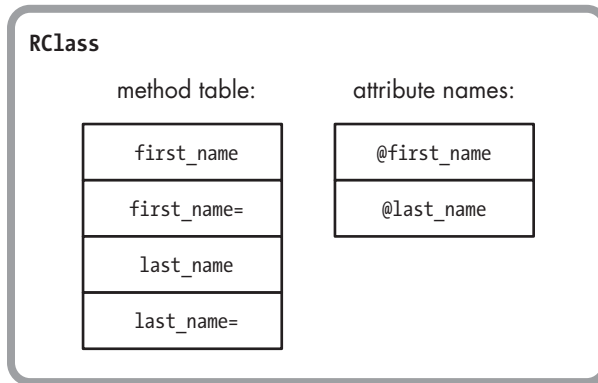 RClass
method table:
attribute names:
first_name
first_name=
last_name
last_name=
@first_name
@last_name